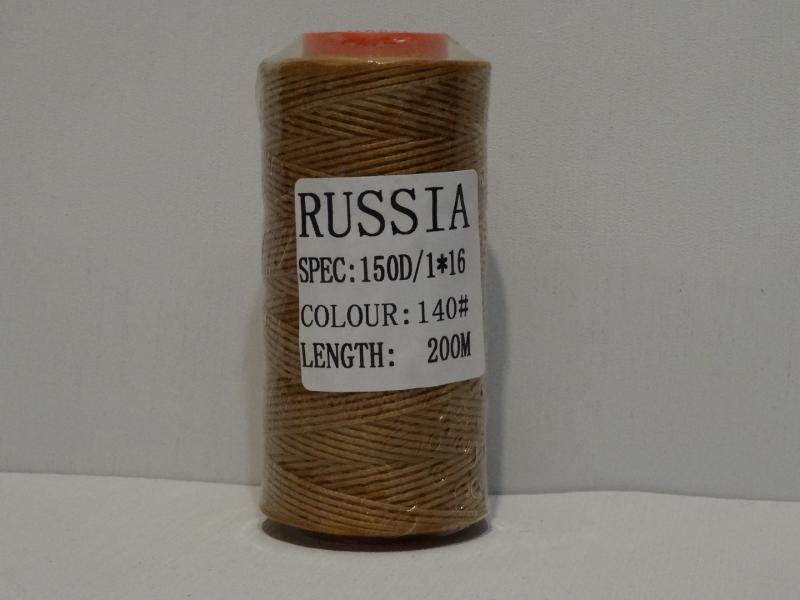 RUSSIA
SPEC:150D/1*16
COLOUR:140#
LENGTH: 200M